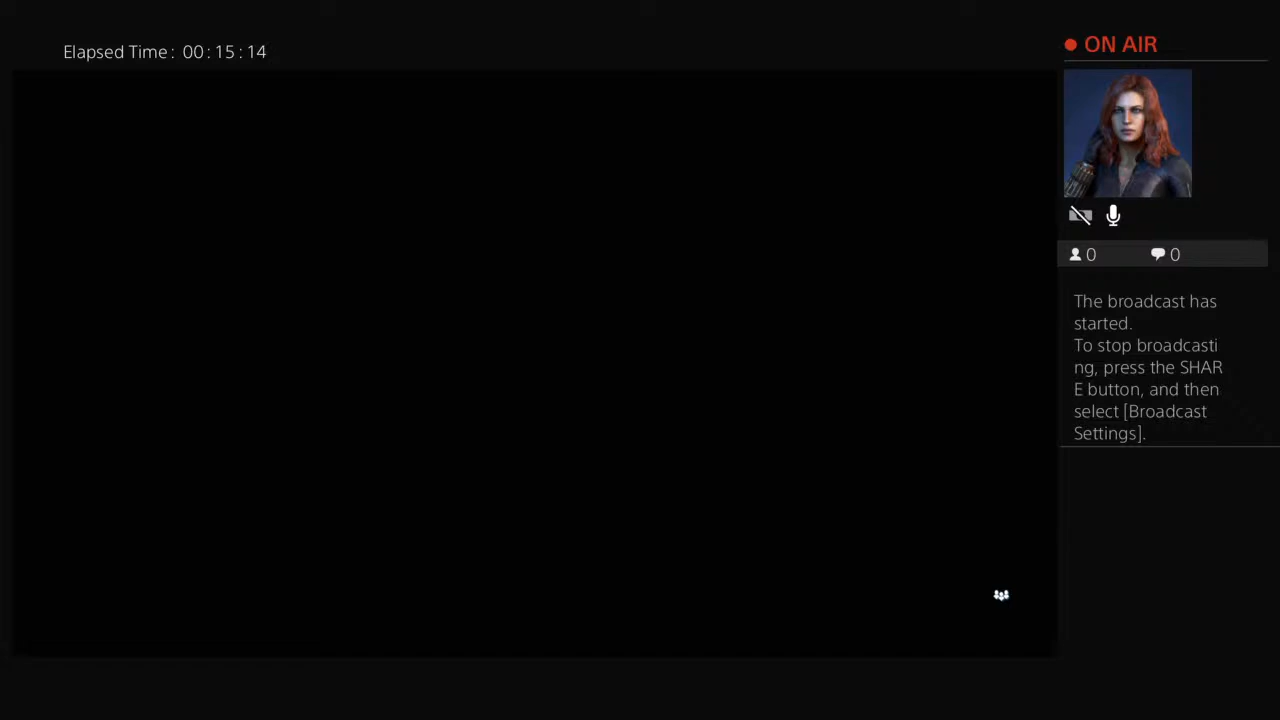 Elapsed Time: 00:15:14
ON AIR
0 0
The broadcast has
started.
To stop broadcasti
ng, press the SHAR
E button, and then
select [Broadcast
Settings].